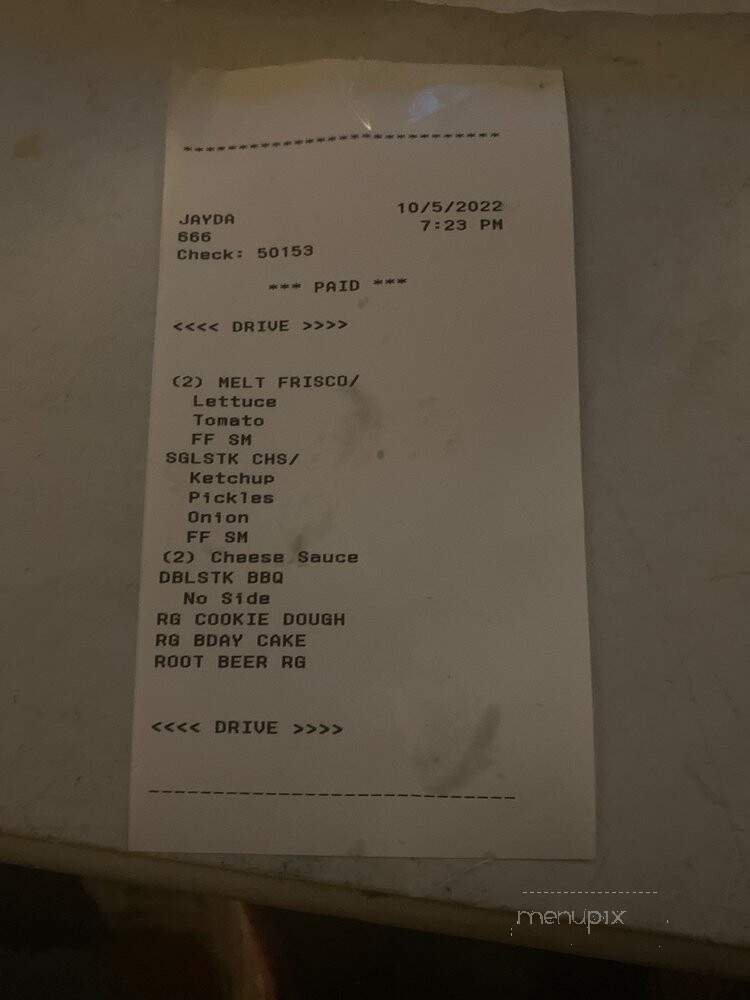 ****************************
10/5/2022
JAYDA
7:23 PM
666
Check: 50153
*** PAID ***
<<<< DRIVE >>>>
(2) MELT FRISCO/
Lettuce
Tomato
FF SM
SGLSTK CHS/
Ketchup
Pickles
Onion
FF SM
(2) Cheese Sauce
DBLSTK BBQ
No Side
RG COOKIE DOUGH
RG BDAY CAKE
ROOT BEER RG
<<<< DRIVE >>>>
----------------------------
menupix